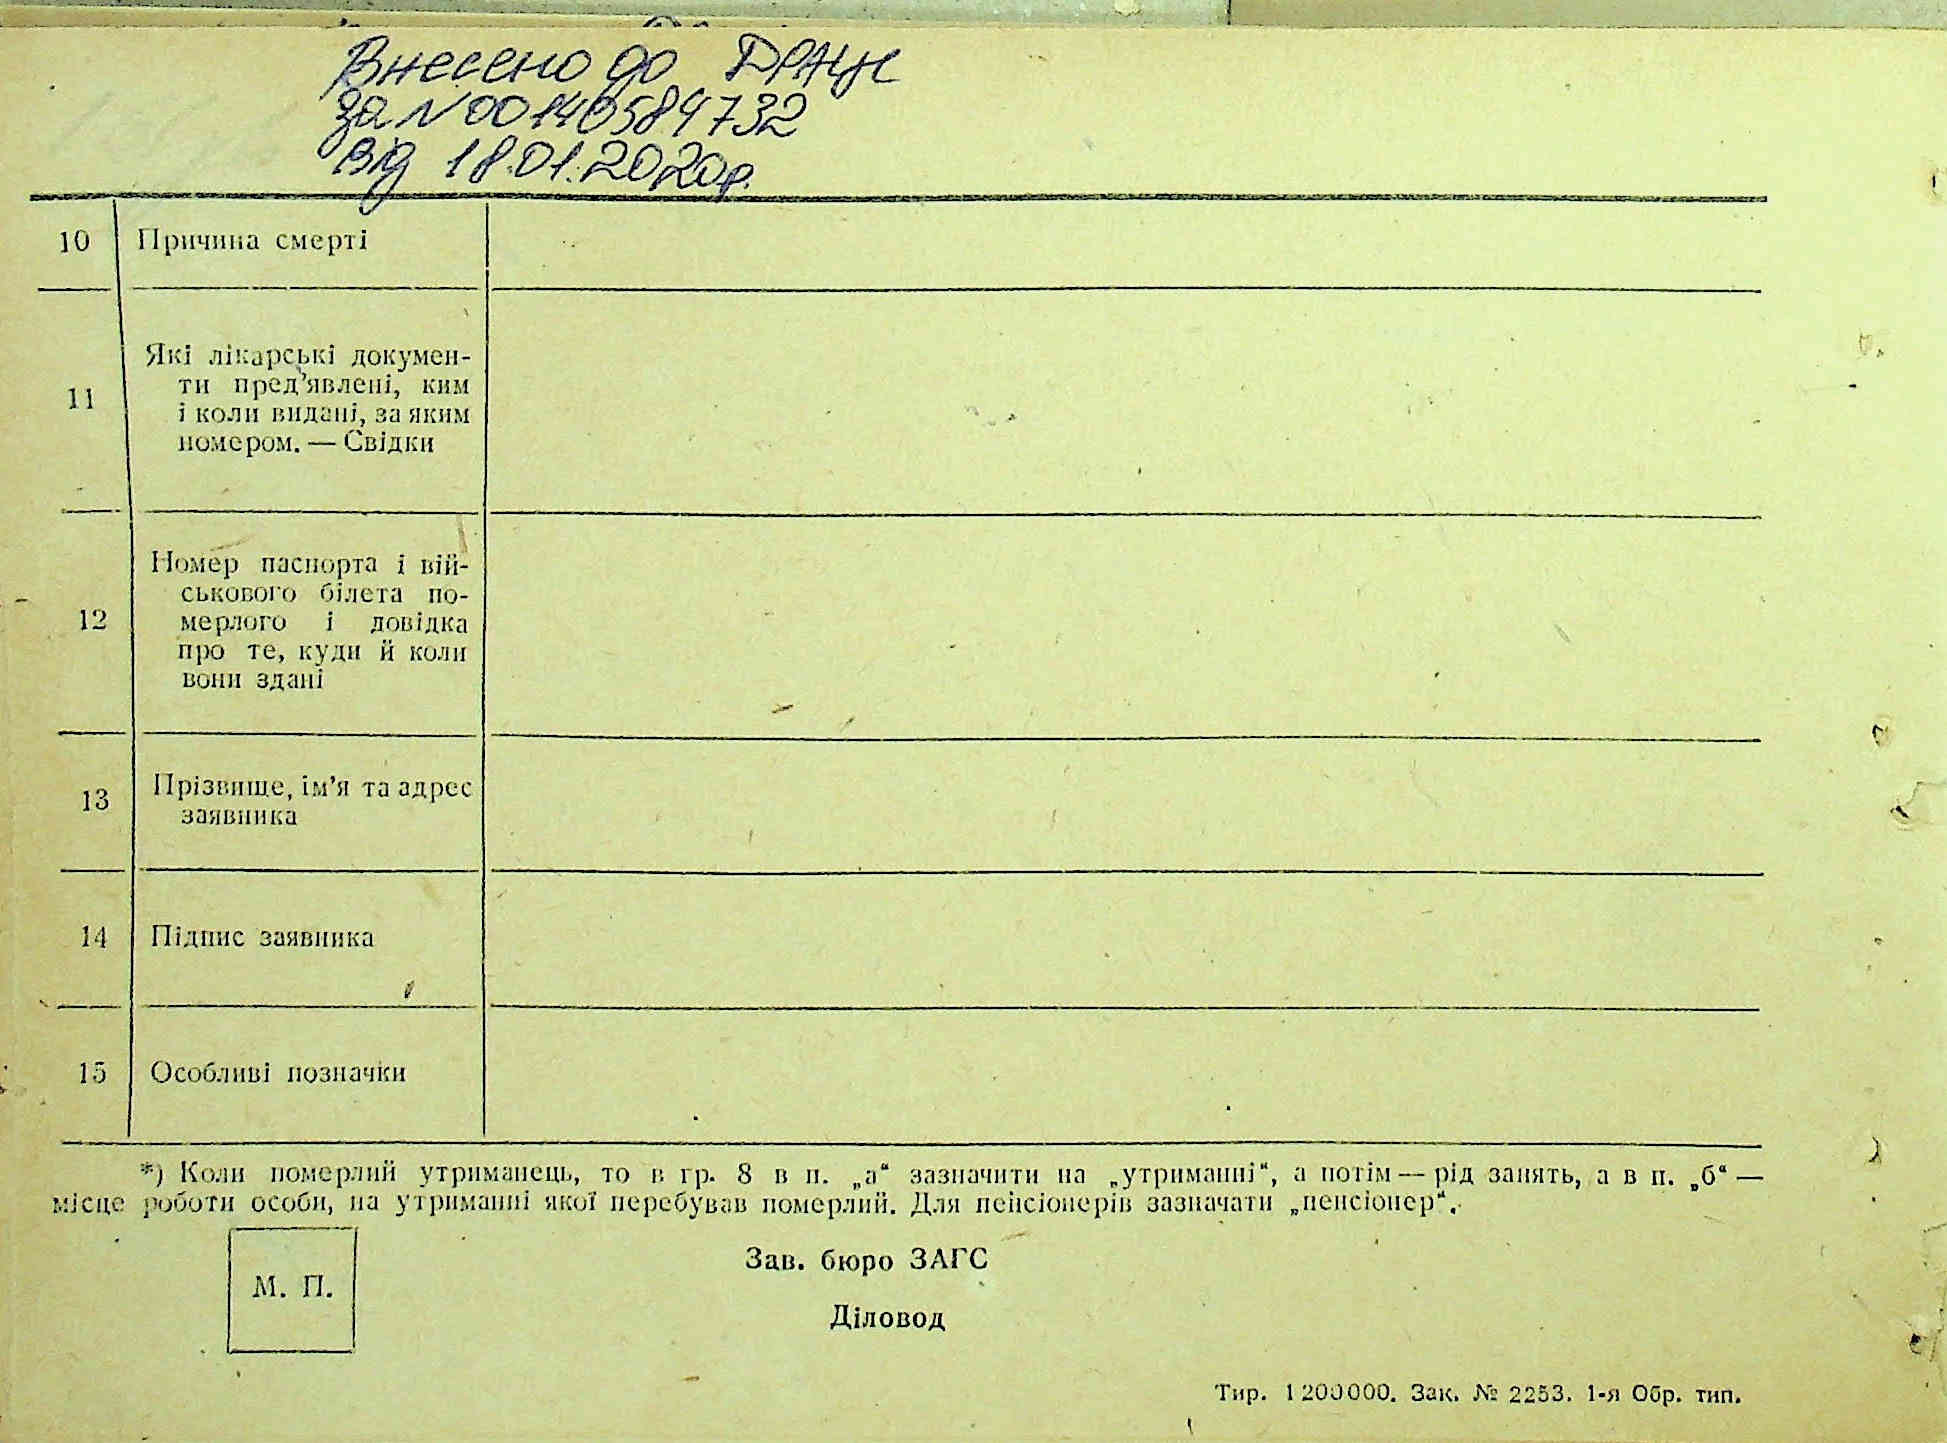 Внесено до ДРАЦС
за N 00140584732
від 18.01.2020р.
10 Причина смерті
11 Які лікарські докумен-
ти пред’явлені, ким
і коли видані, за яким
номером. — Свідки
12 Номер паспорта і вій-
ськового білета по-
мерлого і довідка
про те, куди й коли
вони здані
13 Прізвище, ім’я та адрес
заявника
14 Підпис заявника
15 Особливі позначки
*) Коли померлий утриманець, то в гр. 8 в п. „а“ зазначити на „утриманні“, а потім — рід занять, а в п. „б“ —
місце роботи особи, на утриманні якої перебував померлий. Для пенсіонерів зазначати „пенсіонер“.
М. П.
Зав. бюро ЗАГС
Діловод
Тир. 1 200 000. Зак. № 2253. 1-я Обр. тип.